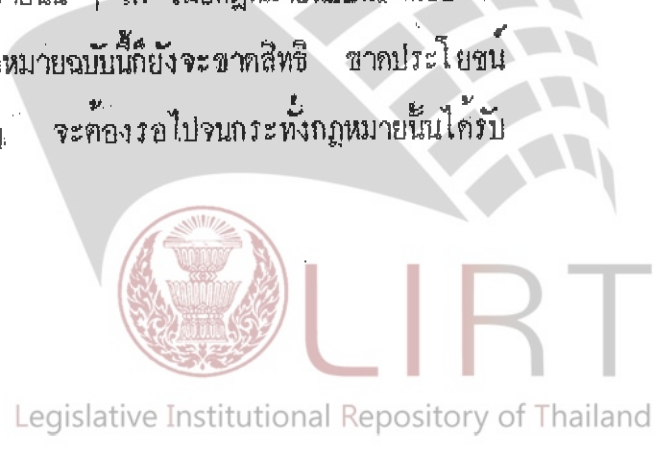 หมายฉบับนี้ก็ยังจะขาดสิทธิ ขาดประโยชน์
จะต้องรอไปจนกระทั่งกฎหมายนั้นได้รับ
LIRT
Legislative Institutional Repository of Thailand